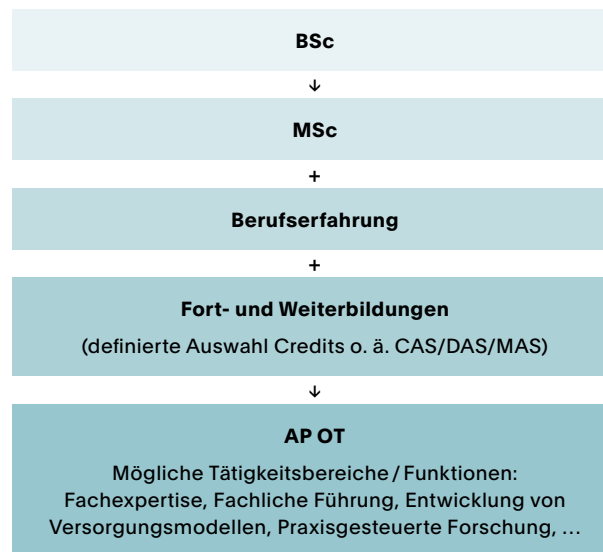 BSc
↓
MSc
+
Berufserfahrung
+
Fort- und Weiterbildungen
(definierte Auswahl Credits o. ä. CAS/DAS/MAS)
↓
AP OT
Mögliche Tätigkeitsbereiche / Funktionen:
Fachexpertise, Fachliche Führung, Entwicklung von
Versorgungsmodellen, Praxisgesteuerte Forschung, …